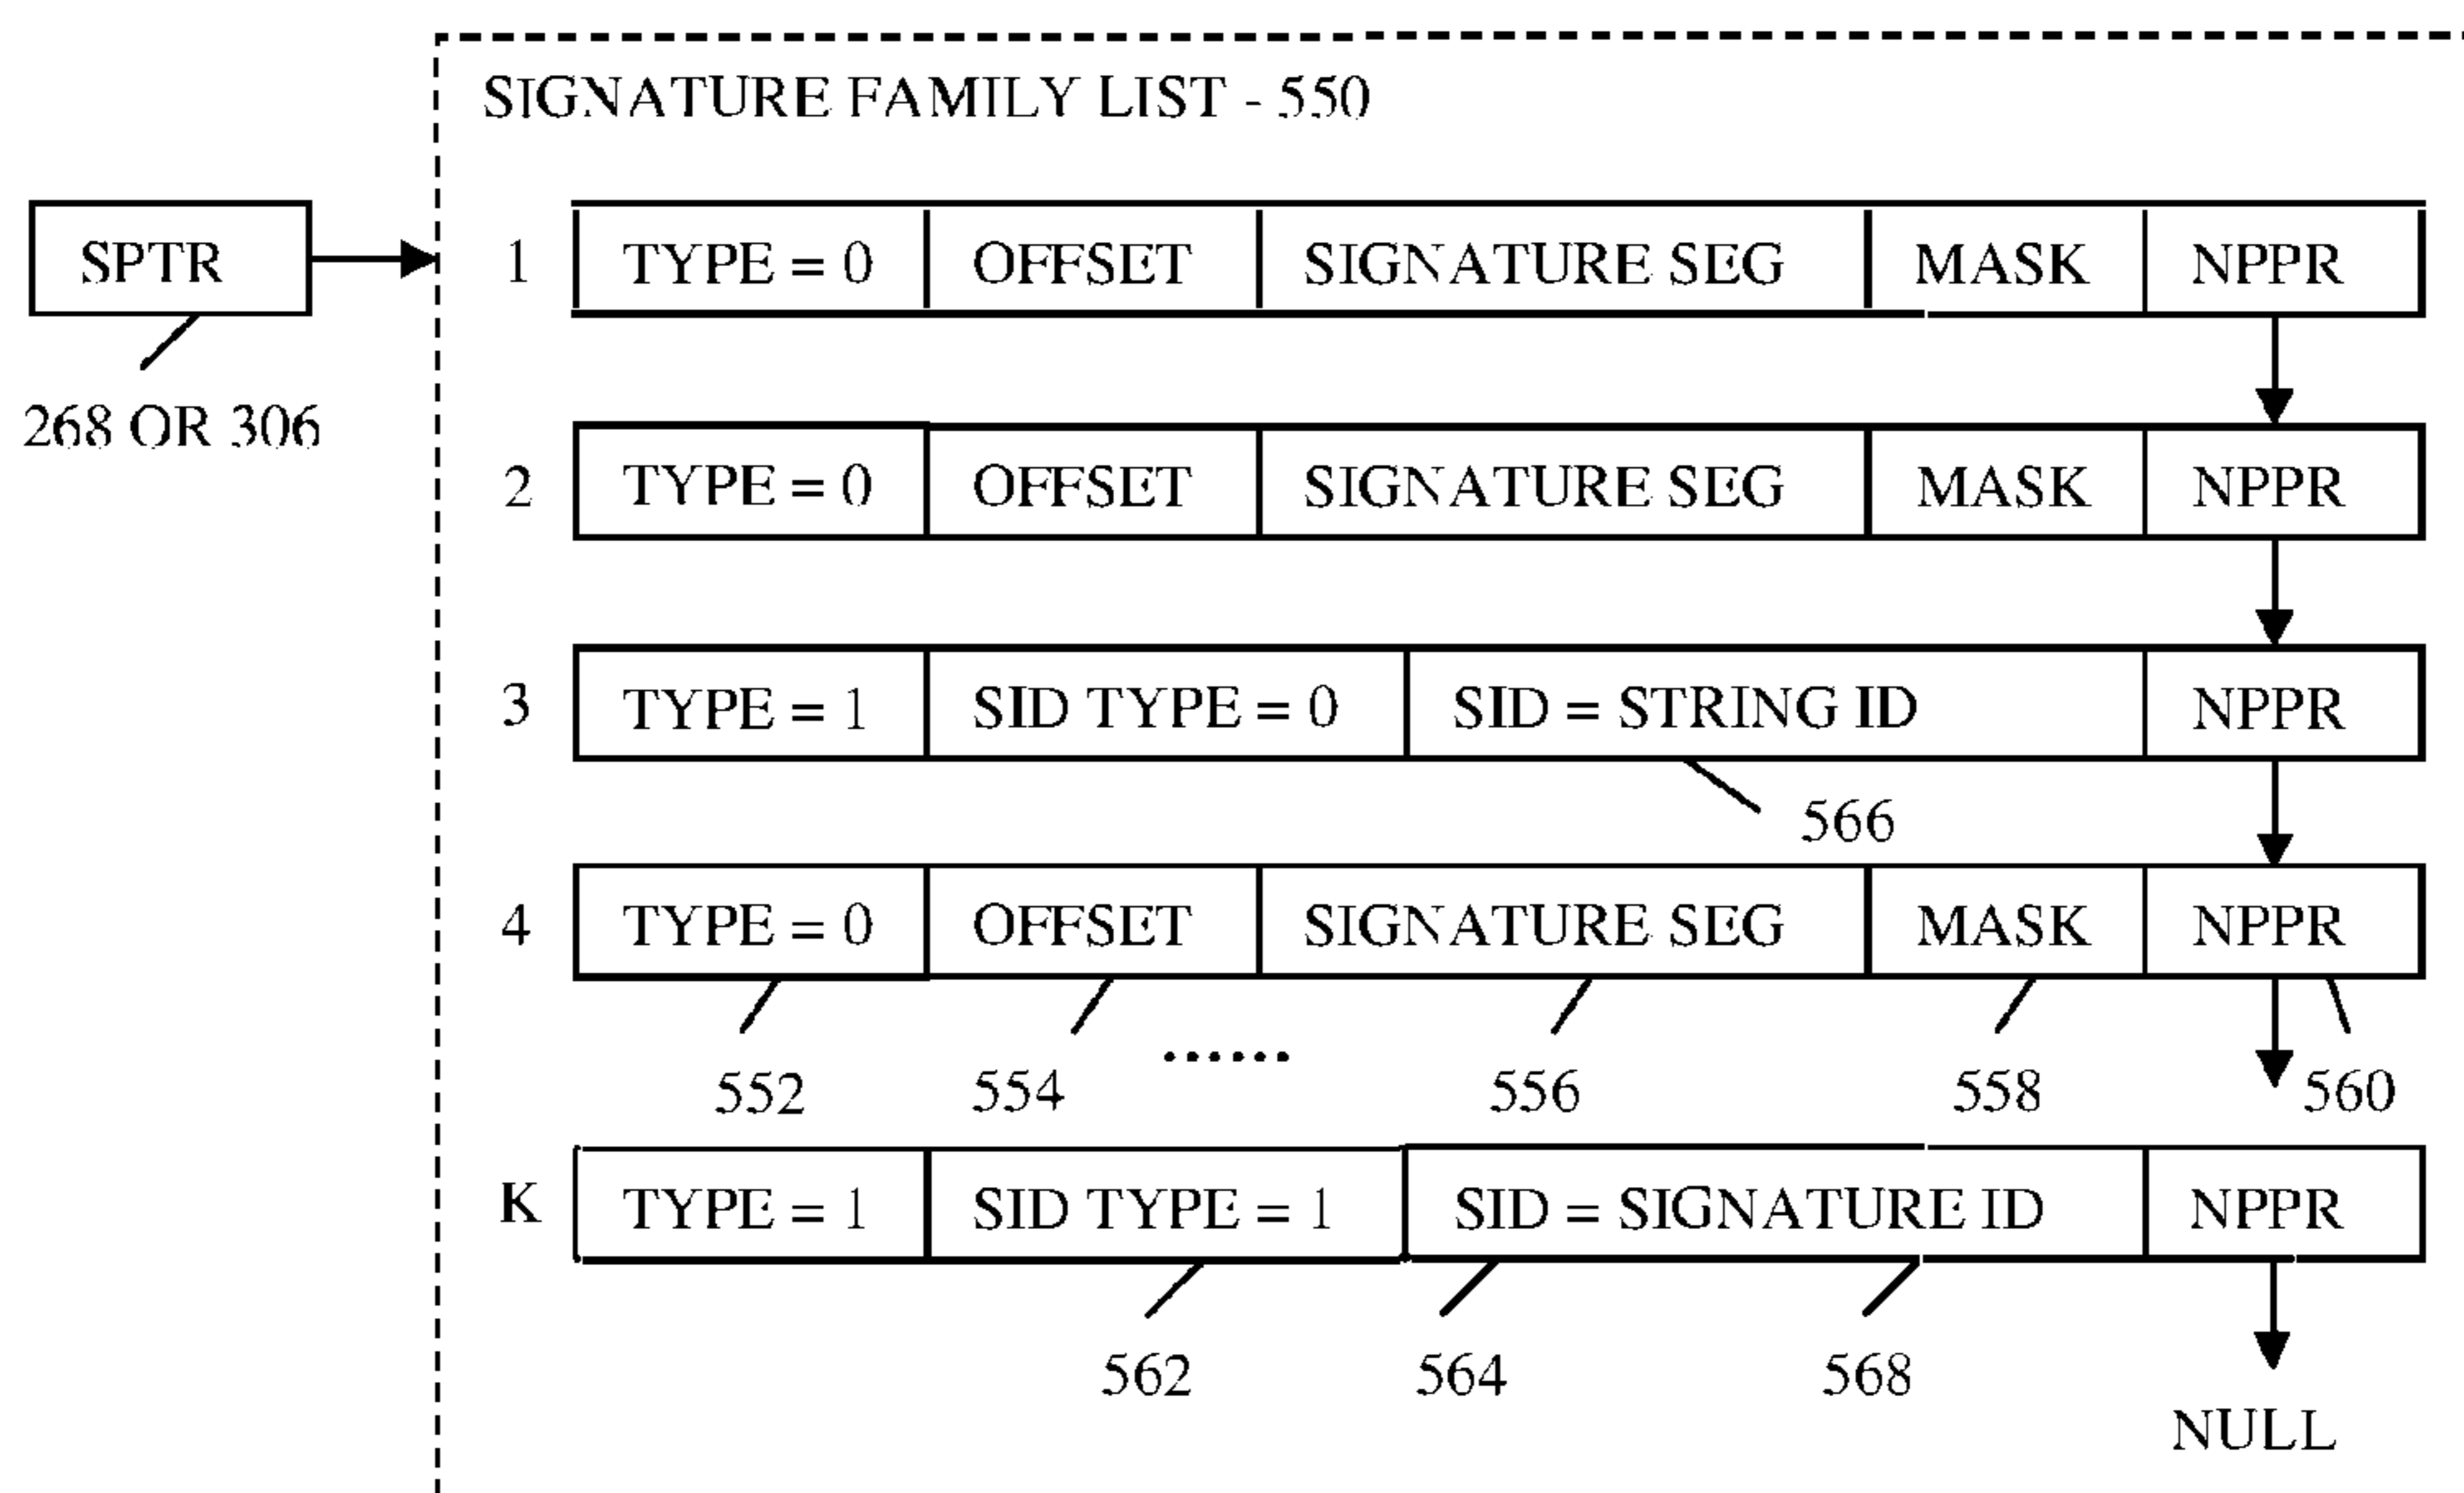 SIGNATURE FAMILY LIST - 550
SPTR
1 TYPE = 0 OFFSET SIGNATURE SEG MASK NPPR
268 OR 306
2 TYPE = 0 OFFSET SIGNATURE SEG MASK NPPR
3 TYPE = 1 SID TYPE = 0 SID = STRING ID NPPR
566
4 TYPE = 0 OFFSET SIGNATURE SEG MASK NPPR
552 554 ...... 556 558 560
K TYPE = 1 SID TYPE = 1 SID = SIGNATURE ID NPPR
562 564 568
NULL